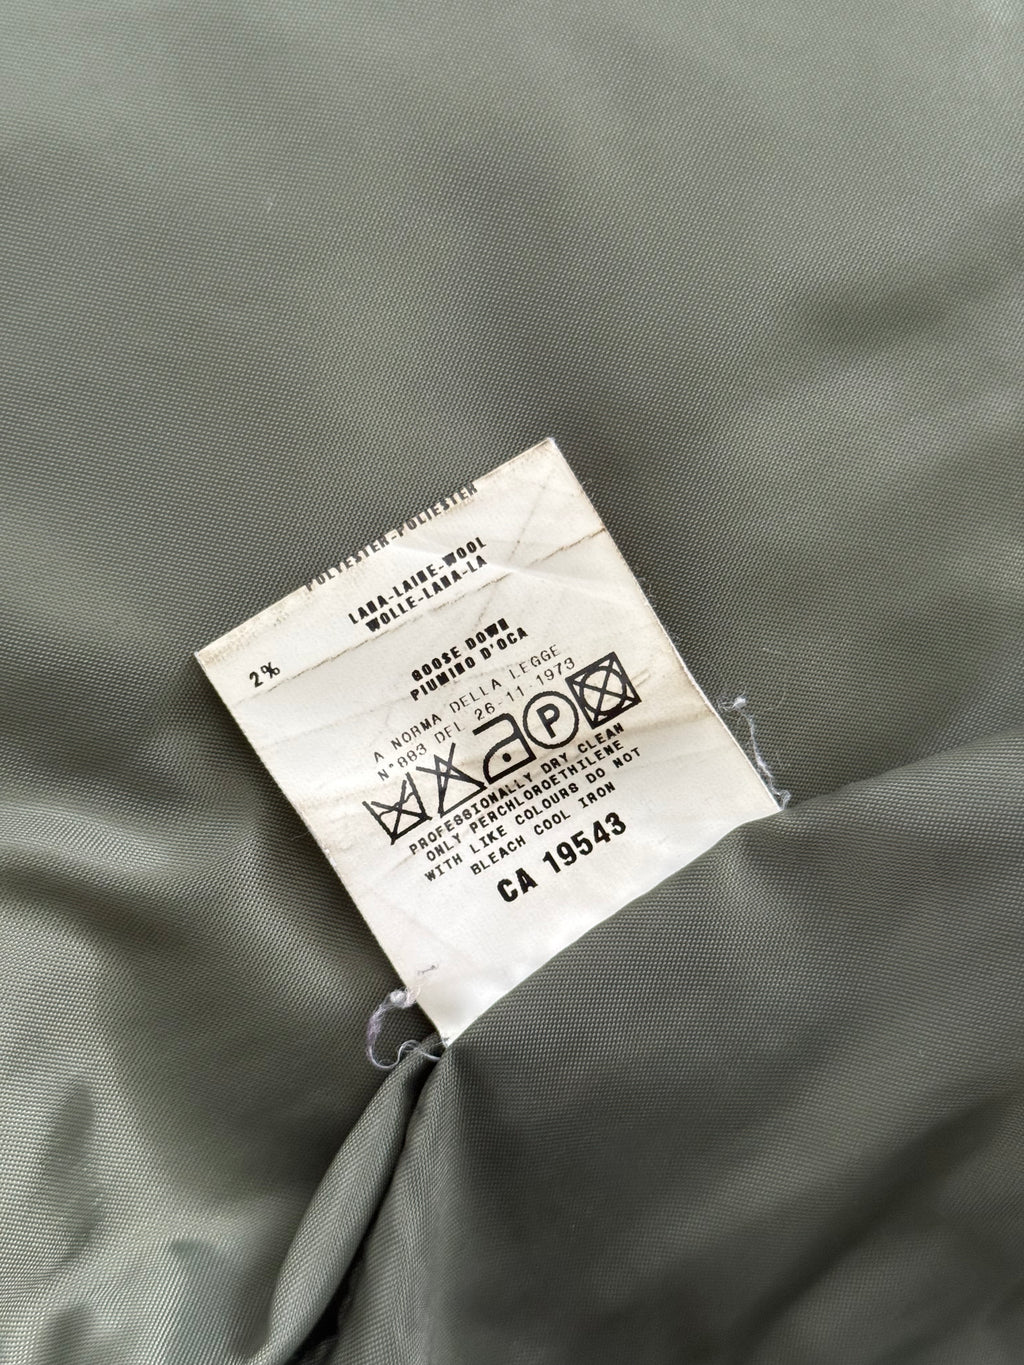 POLYESTER-POLIESTER
LANA-LAINE-WOOL
WOLLE-LANA-LA
2%
GOOSE DOWN
PIUMINO D'OCA
A NORMA DELLA LEGGE
N°883 DEL 26-11-1973
P
PROFESSIONALLY DRY CLEAN
ONLY PERCHLOROETHILENE
WITH LIKE COLOURS DO NOT
BLEACH COOL IRON
CA 19543